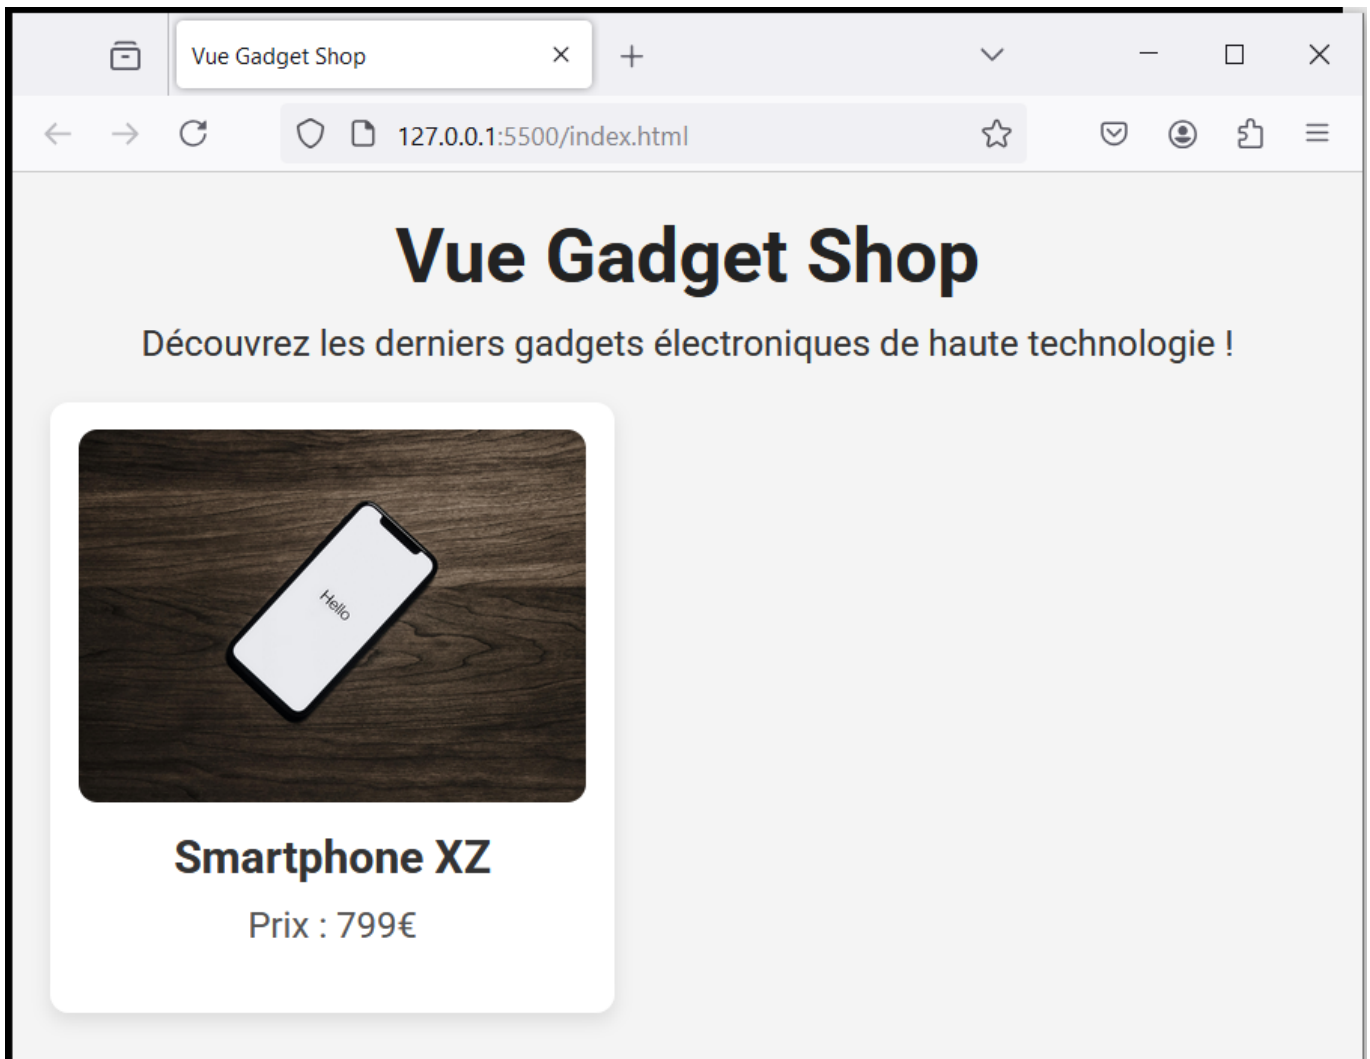 Vue Gadget Shop
127.0.0.1:5500/index.html
Vue Gadget Shop
Découvrez les derniers gadgets électroniques de haute technologie !
Hello
Smartphone XZ
Prix : 799€